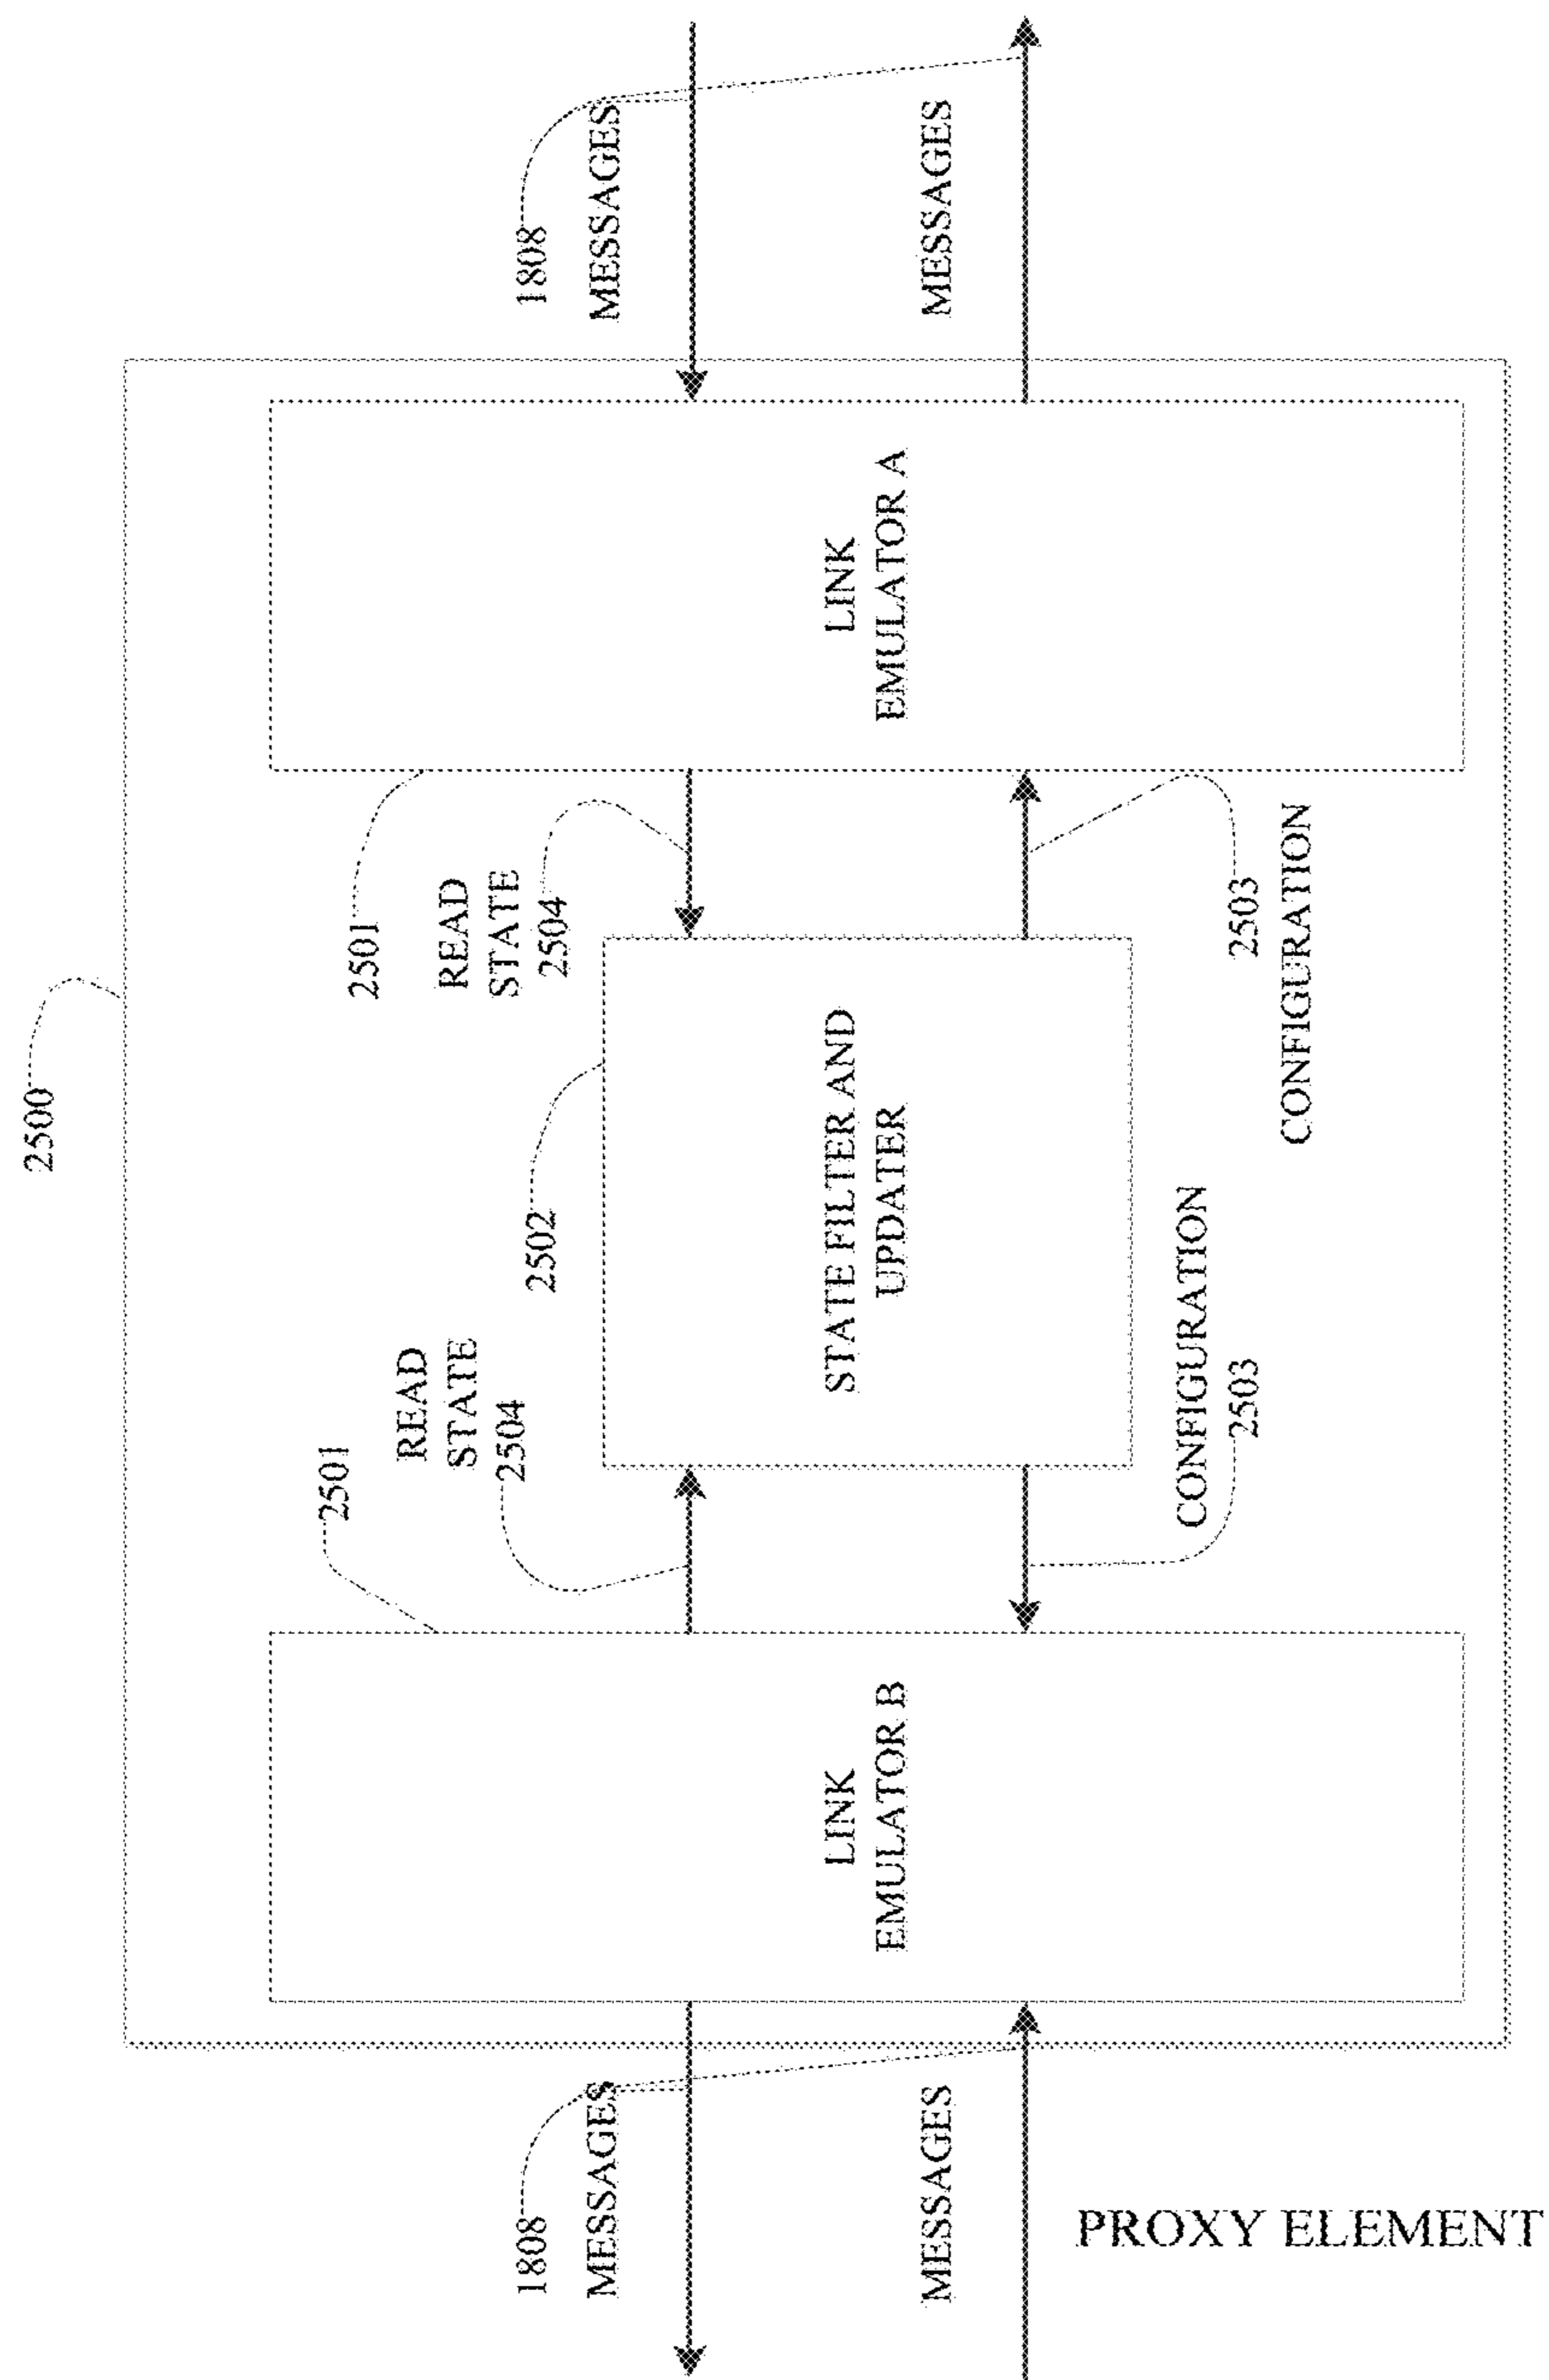 2500
1808
MESSAGES
MESSAGES
LINK
EMULATOR A
2501
READ
STATE
2504
2503
CONFIGURATION
2502
STATE FILTER AND
UPDATER
READ
STATE
2504
CONFIGURATION
2503
2501
LINK
EMULATOR B
1808
MESSAGES
MESSAGES
PROXY ELEMENT